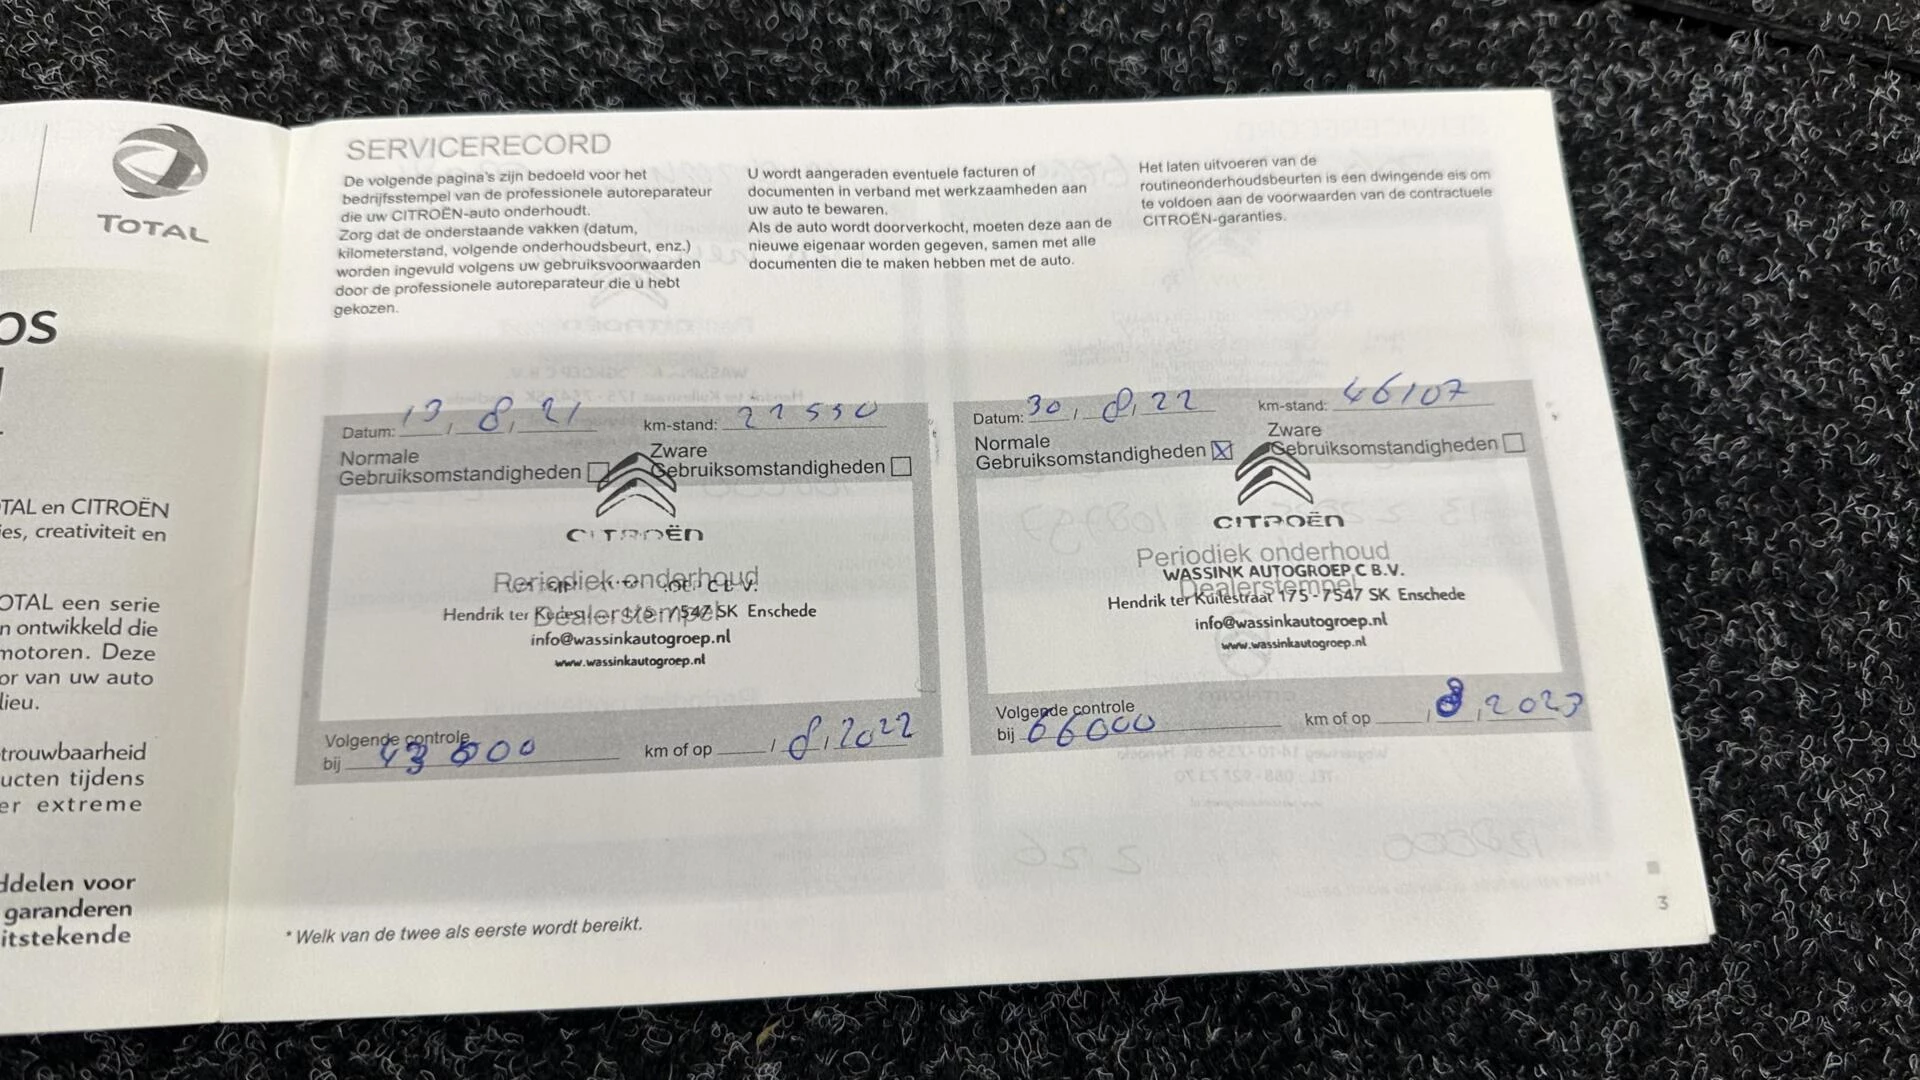 TOTAL
OS
TAL en CITROËN
es, creativiteit en
OTAL een serie
n ontwikkeld die
motoren. Deze
or van uw auto
lieu.
trouwbaarheid
ucten tijdens
er extreme
ddelen voor
garanderen
itstekende
SERVICERECORD
De volgende pagina's zijn bedoeld voor het
bedrijfsstempel van de professionele autoreparateur
die uw CITROËN-auto onderhoudt.
Zorg dat de onderstaande vakken (datum,
kilometerstand, volgende onderhoudsbeurt, enz.)
worden ingevuld volgens uw gebruiksvoorwaarden
door de professionele autoreparateur die u hebt
gekozen.
U wordt aangeraden eventuele facturen of
documenten in verband met werkzaamheden aan
uw auto te bewaren.
Als de auto wordt doorverkocht, moeten deze aan de
nieuwe eigenaar worden gegeven, samen met alle
documenten die te maken hebben met de auto.
Het laten uitvoeren van de
routineonderhoudsbeurten is een dwingende eis om
te voldoen aan de voorwaarden van de contractuele
CITROËN-garanties.
Datum: 13, 8, 21 km-stand:
Normale
Gebruiksomstandigheden
Zware
Gebruiksomstandigheden
CITROËN
Periodiek onderhoud
Dealerstempel
Hendrik ter Kuilestraat 175 - 7547 SK Enschede
info@wassinkautogroep.nl
www.wassinkautogroep.nl
Volgende controle
bij 43000 km of op / 8, 2022
Datum: 30, 8, 22 km-stand: 46107
Normale
Gebruiksomstandigheden X
Zware
Gebruiksomstandigheden
CITROËN
Periodiek onderhoud
WASSINK AUTOGROEP C B.V.
Dealerstempel
Hendrik ter Kuilestraat 175 - 7547 SK Enschede
info@wassinkautogroep.nl
www.wassinkautogroep.nl
Volgende controle
bij 66000 km of op , 8, 2023
* Welk van de twee als eerste wordt bereikt.
3